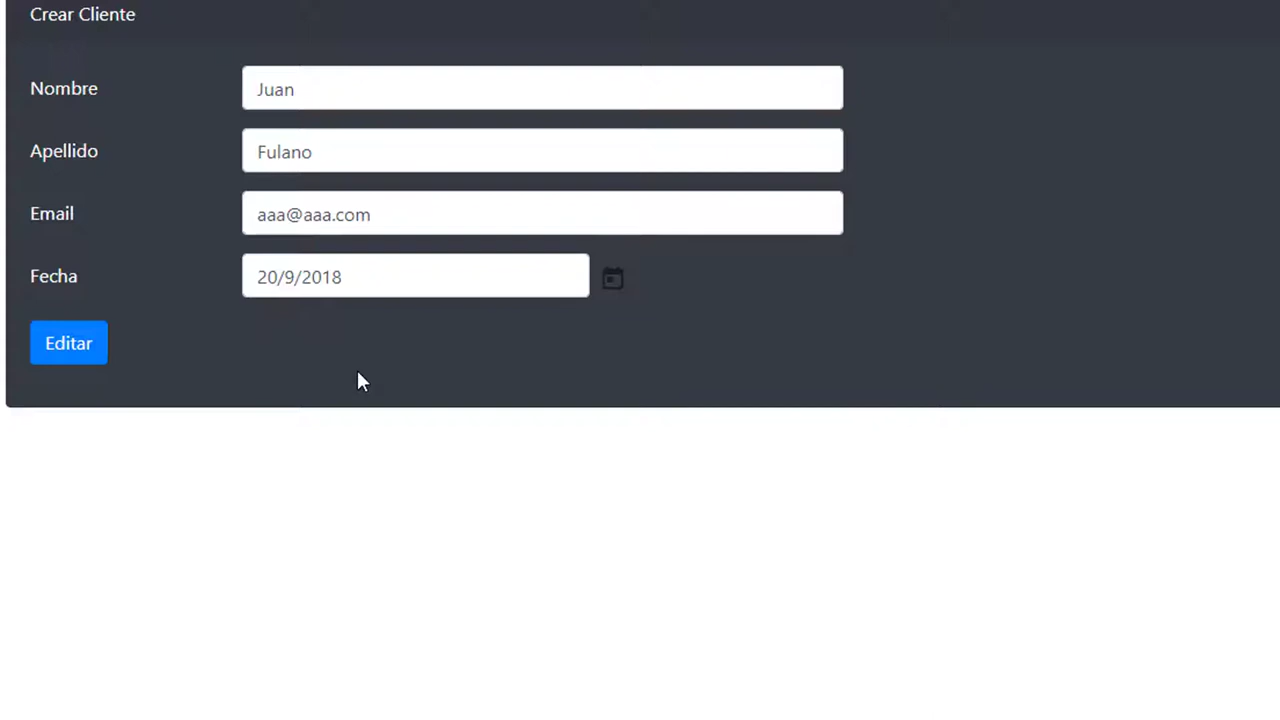 Crear Cliente
Nombre Juan
Apellido Fulano
Email aaa@aaa.com
Fecha 20/9/2018
Editar